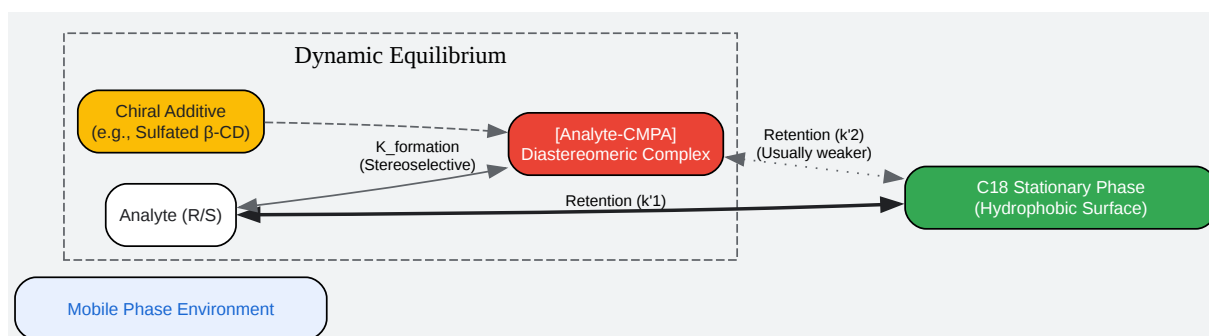 Dynamic Equilibrium
Chiral Additive
(e.g., Sulfated β-CD)
K_formation
(Stereoselective)
[Analyte-CMPA]
Diastereomeric Complex
Retention (k'2)
(Usually weaker)
C18 Stationary Phase
(Hydrophobic Surface)
Analyte (R/S)
Retention (k'1)
Mobile Phase Environment